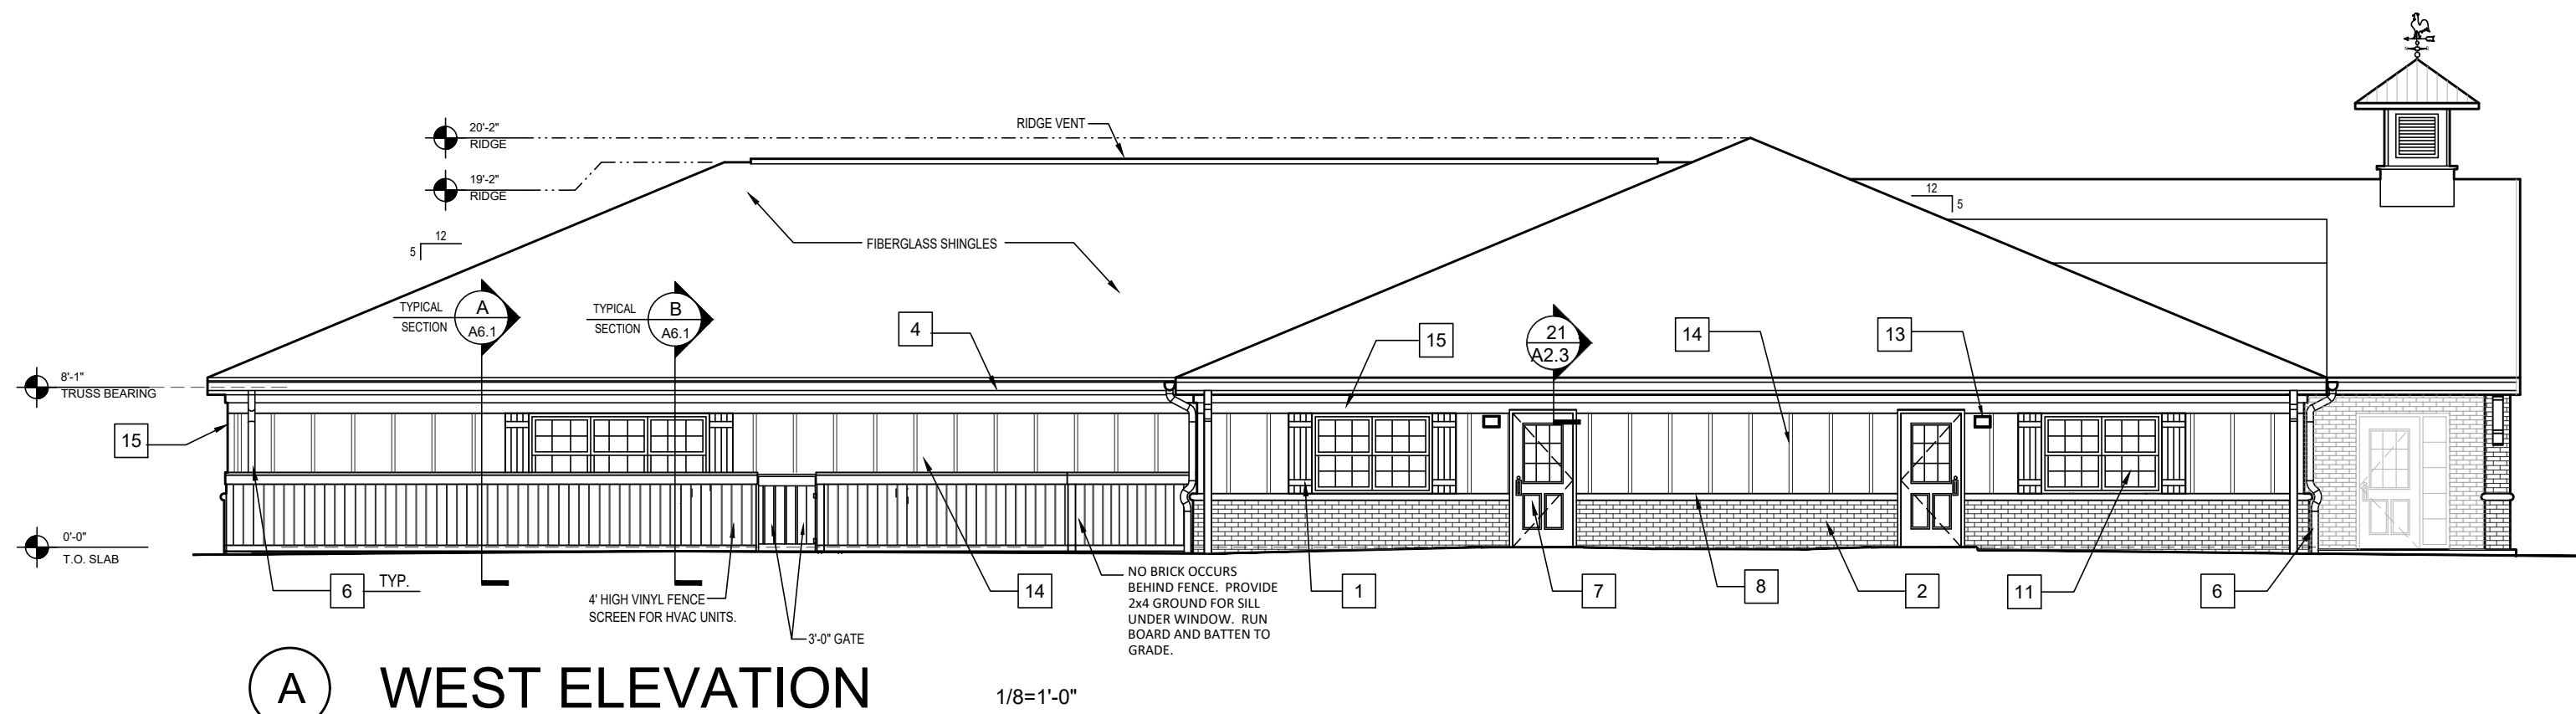 20'-2"
RIDGE
RIDGE VENT
19'-2"
RIDGE
12
5
12
5
FIBERGLASS SHINGLES
TYPICAL
SECTION
A
A6.1
TYPICAL
SECTION
B
A6.1
4
15
21
A2.3
14
13
8'-1"
TRUSS BEARING
15
0'-0"
T.O. SLAB
6
TYP.
4' HIGH VINYL FENCE
SCREEN FOR HVAC UNITS.
3'-0" GATE
14
NO BRICK OCCURS
BEHIND FENCE. PROVIDE
2x4 GROUND FOR SILL
UNDER WINDOW. RUN
BOARD AND BATTEN TO
GRADE.
1
7
8
2
11
6
A
WEST ELEVATION
1/8=1'-0"